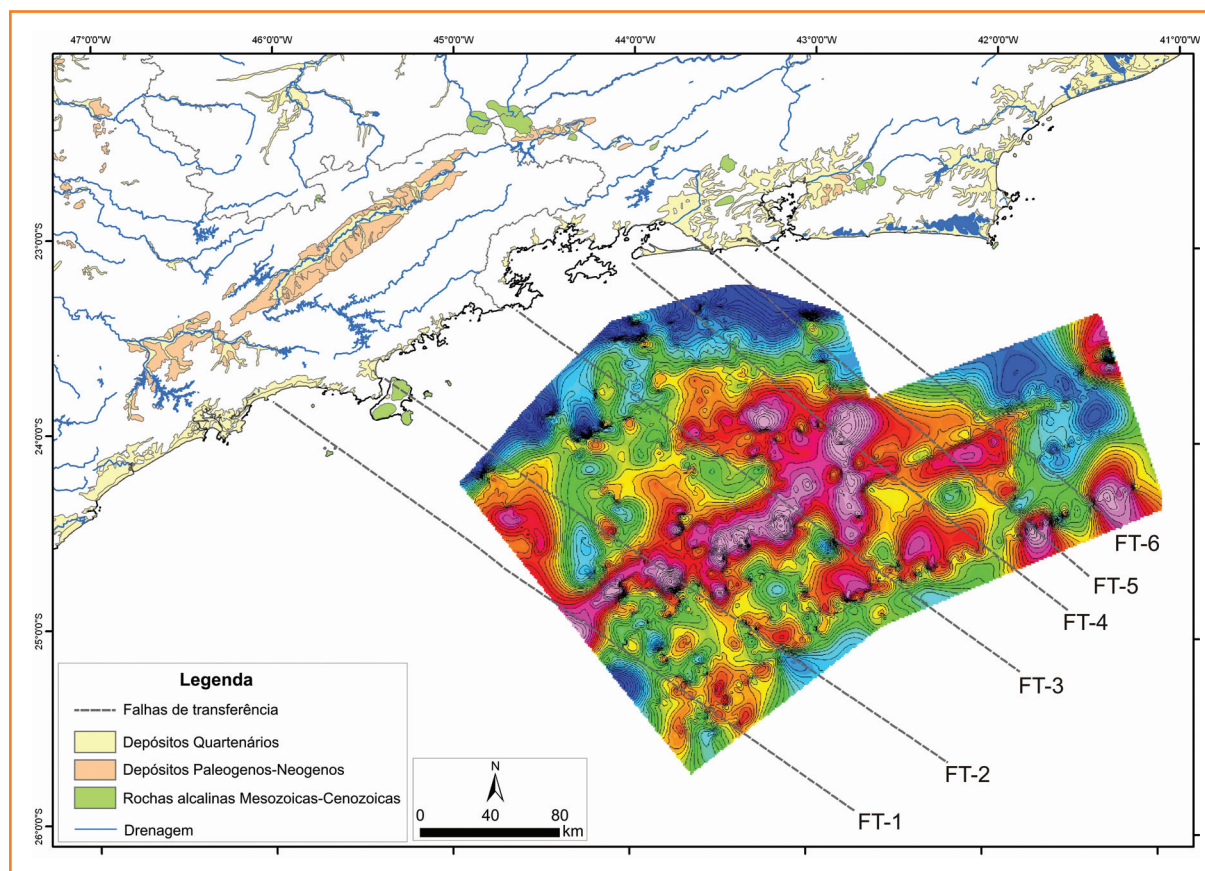 47°0'0"W
46°0'0"W
45°0'0"W
44°0'0"W
43°0'0"W
42°0'0"W
41°0'0"W
23°0'0"S
24°0'0"S
25°0'0"S
26°0'0"S
FT-6
FT-5
FT-4
FT-3
FT-2
FT-1
Legenda
Falhas de transferência
Depósitos Quartenários
Depósitos Paleogenos-Neogenos
Rochas alcalinas Mesozoicas-Cenozoicas
Drenagem
N
0 40 80
km